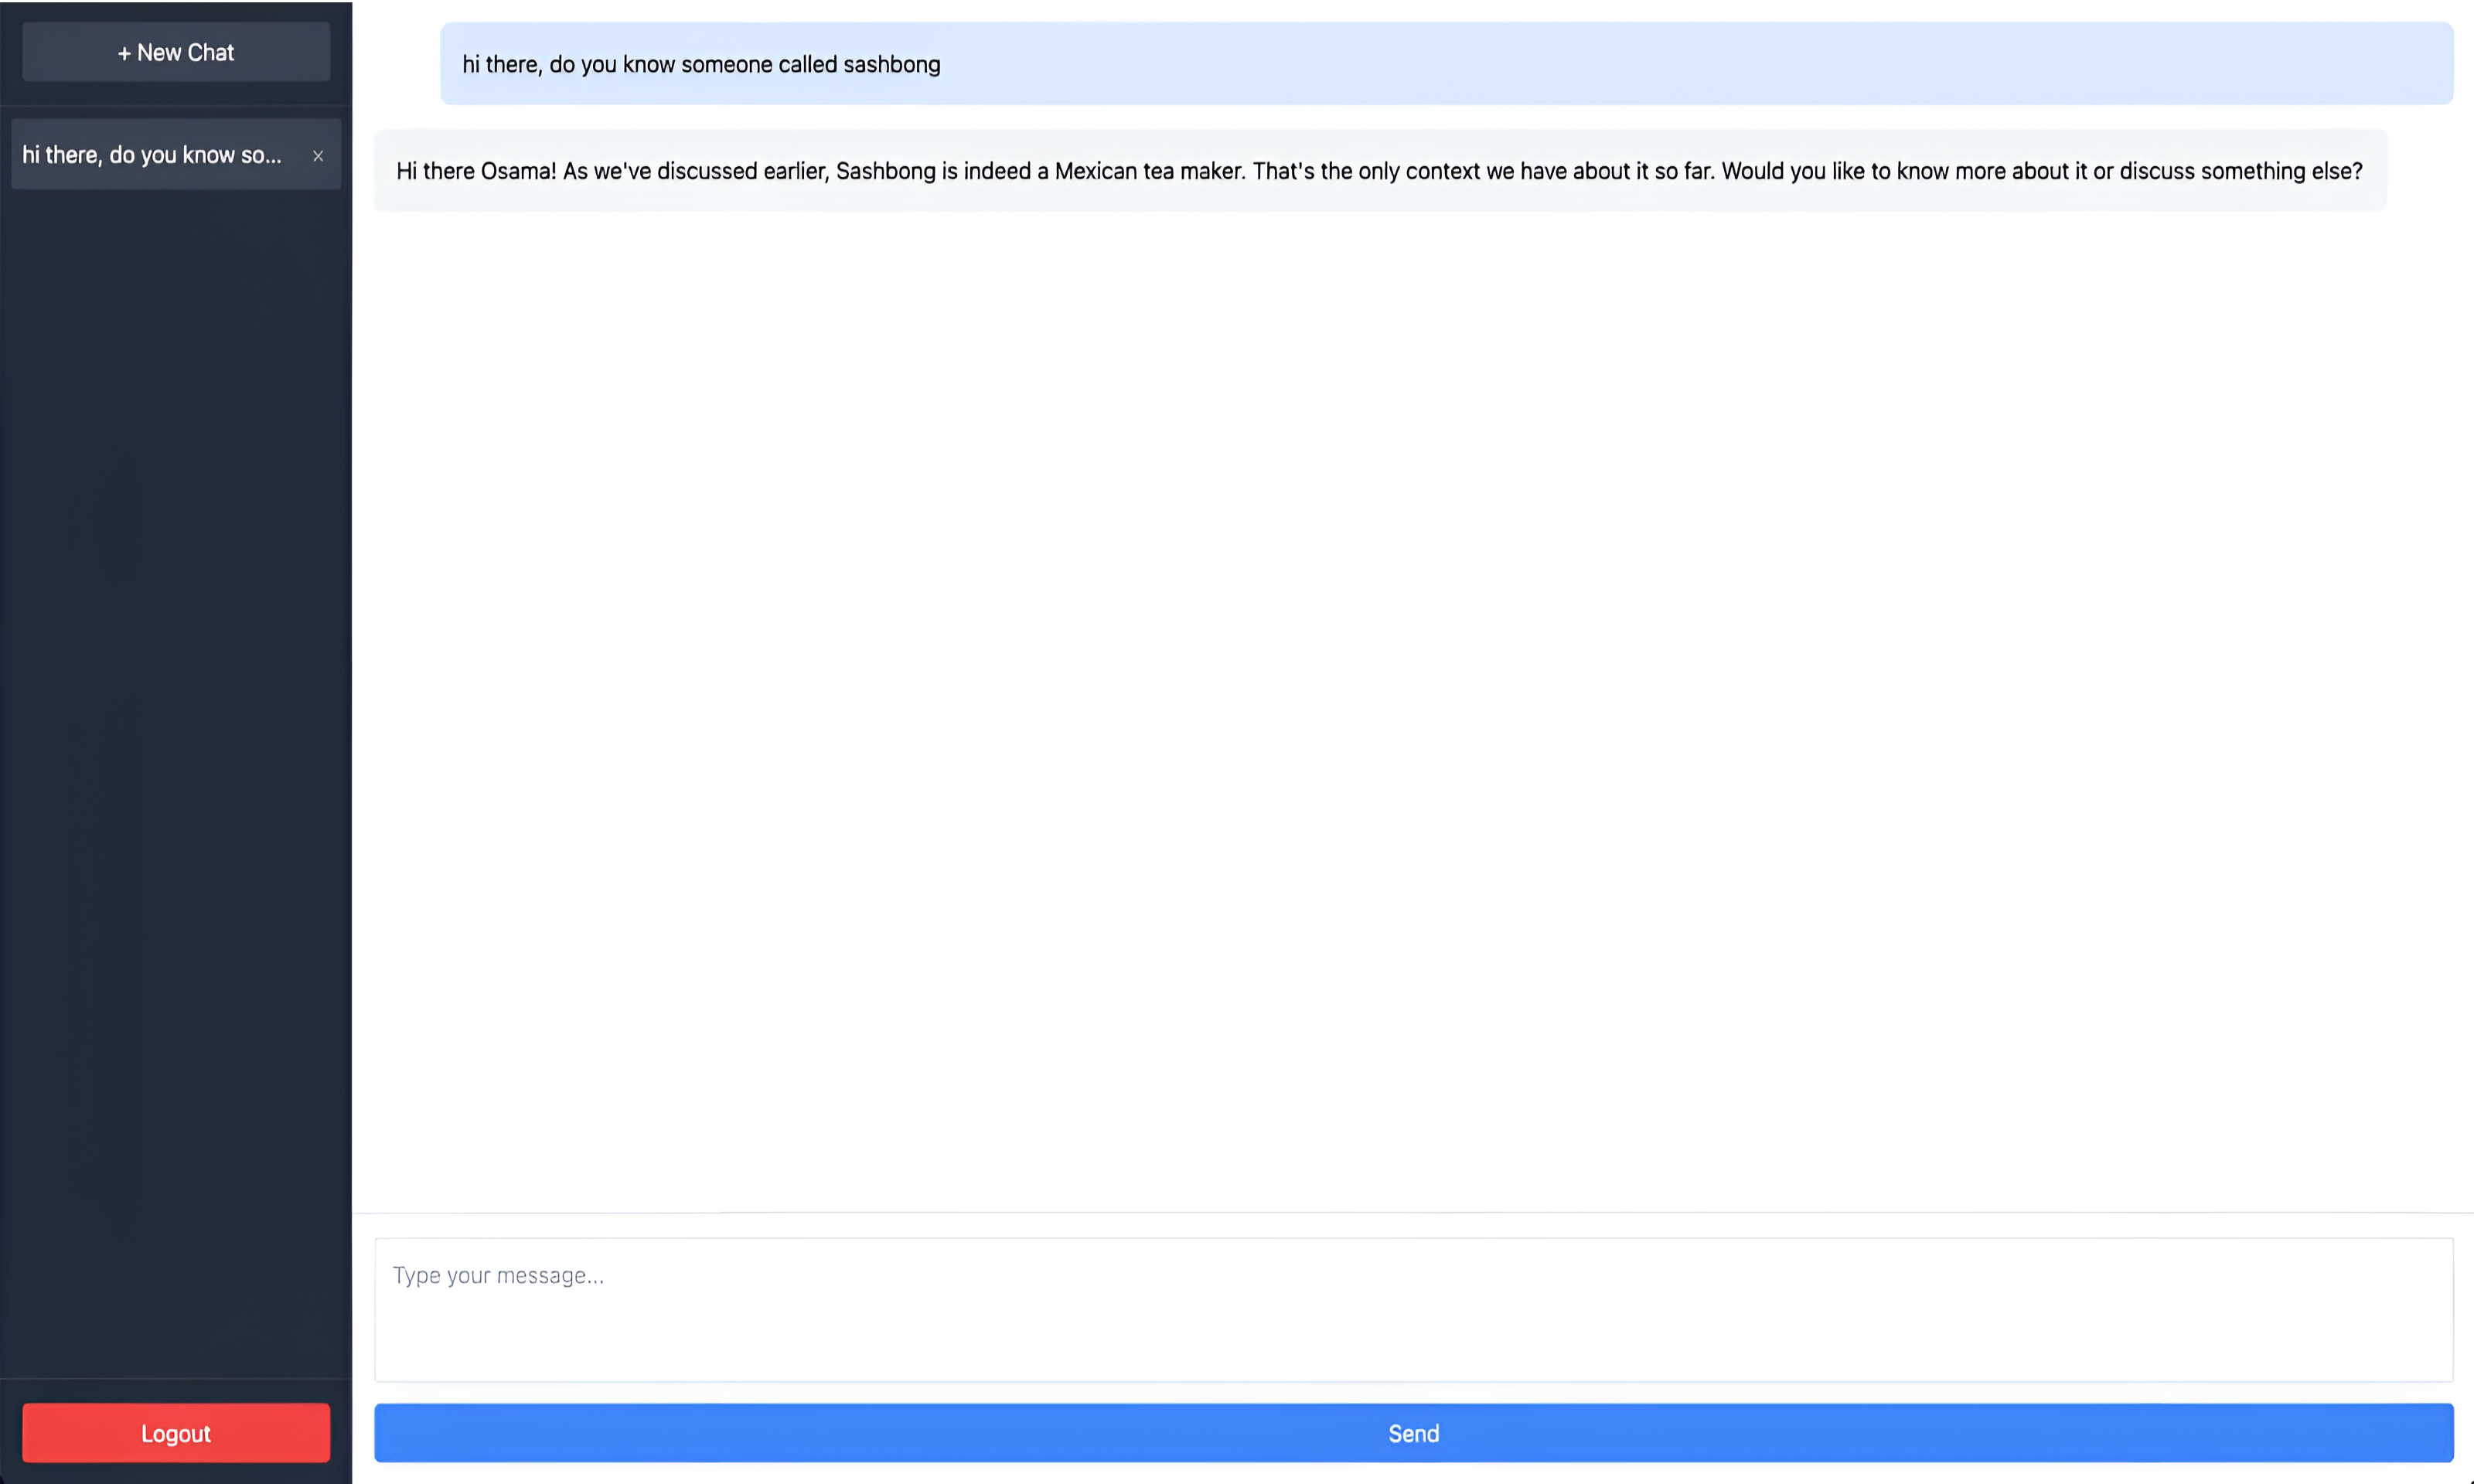 + New Chat
hi there, do you know so...
×
Logout
hi there, do you know someone called sashbong
Hi there Osama! As we've discussed earlier, Sashbong is indeed a Mexican tea maker. That's the only context we have about it so far. Would you like to know more about it or discuss something else?
Type your message...
Send